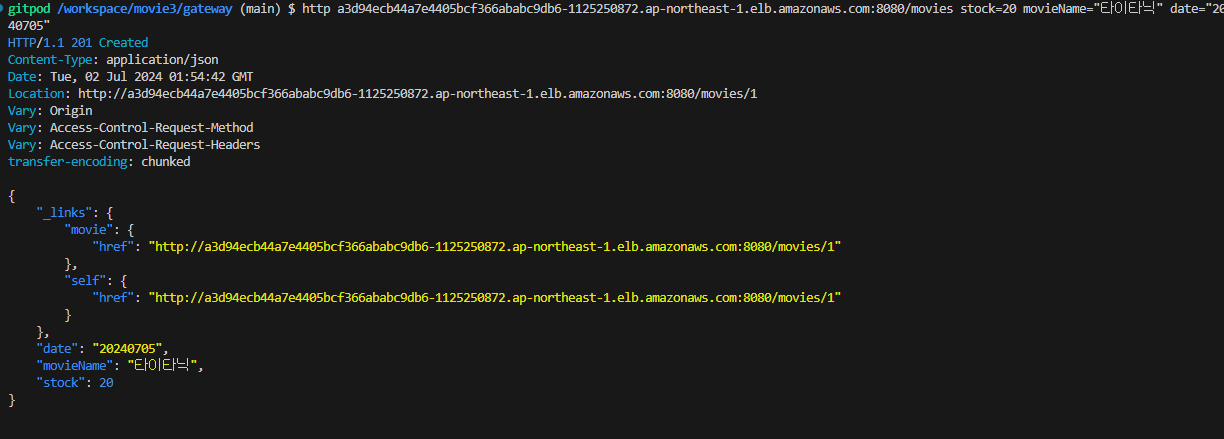 gitpod /workspace/movie3/gateway (main) $ http a3d94ecb44a7e4405bcf366ababc9db6-1125250872.ap-northeast-1.elb.amazonaws.com:8080/movies stock=20 movieName="타이타닉" date="20
40705"
HTTP/1.1 201 Created
Content-Type: application/json
Date: Tue, 02 Jul 2024 01:54:42 GMT
Location: http://a3d94ecb44a7e4405bcf366ababc9db6-1125250872.ap-northeast-1.elb.amazonaws.com:8080/movies/1
Vary: Origin
Vary: Access-Control-Request-Method
Vary: Access-Control-Request-Headers
transfer-encoding: chunked
{
"_links": {
"movie": {
"href": "http://a3d94ecb44a7e4405bcf366ababc9db6-1125250872.ap-northeast-1.elb.amazonaws.com:8080/movies/1"
},
"self": {
"href": "http://a3d94ecb44a7e4405bcf366ababc9db6-1125250872.ap-northeast-1.elb.amazonaws.com:8080/movies/1"
}
},
"date": "20240705",
"movieName": "타이타닉",
"stock": 20
}